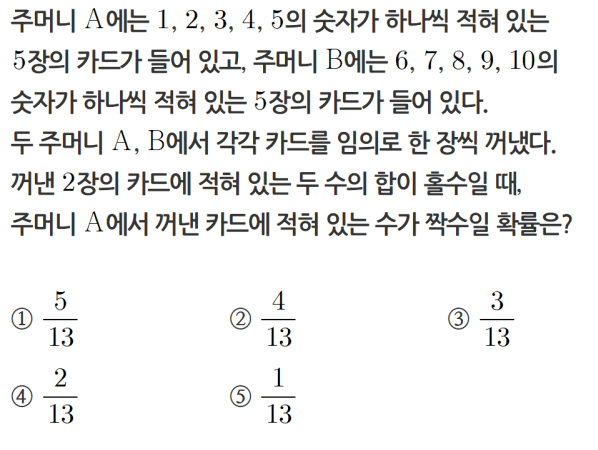 주머니 A에는 1, 2, 3, 4, 5의 숫자가 하나씩 적혀 있는
5장의 카드가 들어 있고, 주머니 B에는 6, 7, 8, 9, 10의
숫자가 하나씩 적혀 있는 5장의 카드가 들어 있다.
두 주머니 A, B에서 각각 카드를 임의로 한 장씩 꺼냈다.
꺼낸 2장의 카드에 적혀 있는 두 수의 합이 홀수일 때,
주머니 A에서 꺼낸 카드에 적혀 있는 수가 짝수일 확률은?
① 5/13 ② 4/13 ③ 3/13
④ 2/13 ⑤ 1/13